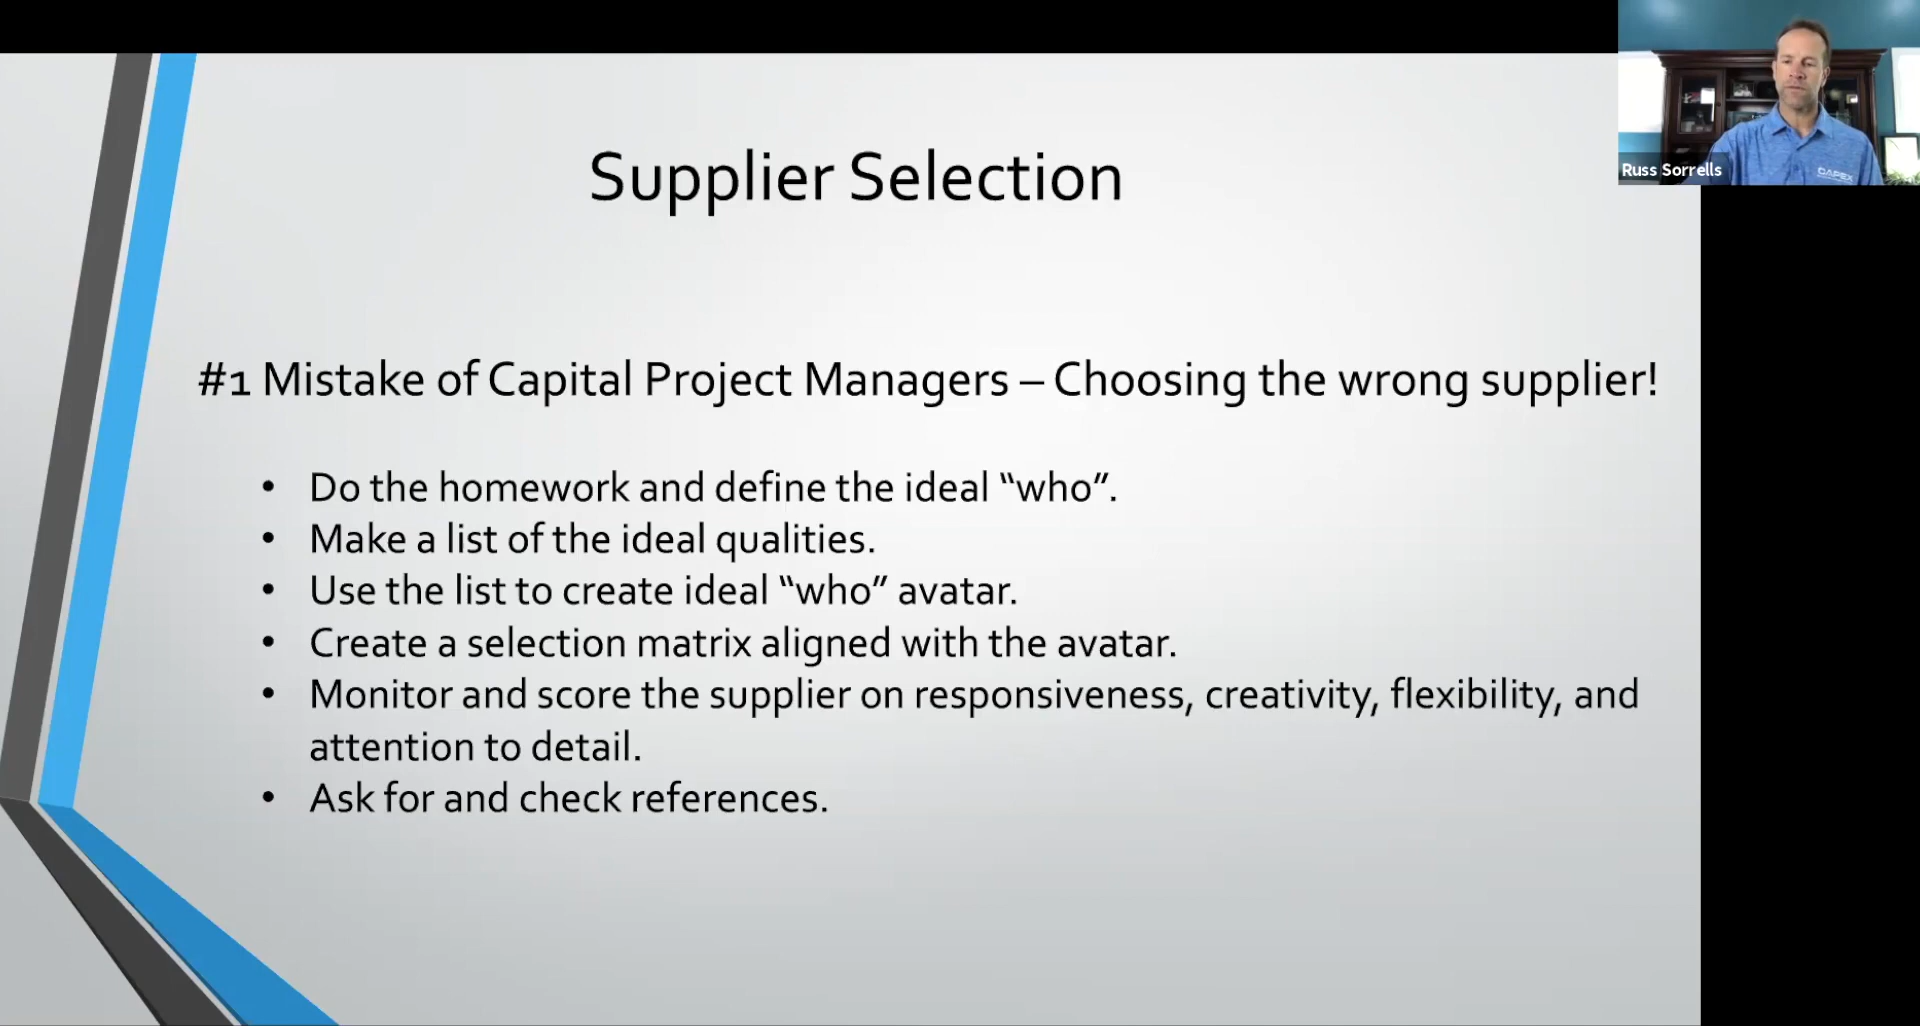 Supplier Selection
#1 Mistake of Capital Project Managers – Choosing the wrong supplier!
• Do the homework and define the ideal “who”.
• Make a list of the ideal qualities.
• Use the list to create ideal “who” avatar.
• Create a selection matrix aligned with the avatar.
• Monitor and score the supplier on responsiveness, creativity, flexibility, and
attention to detail.
• Ask for and check references.
Russ Sorrells
CAPEX